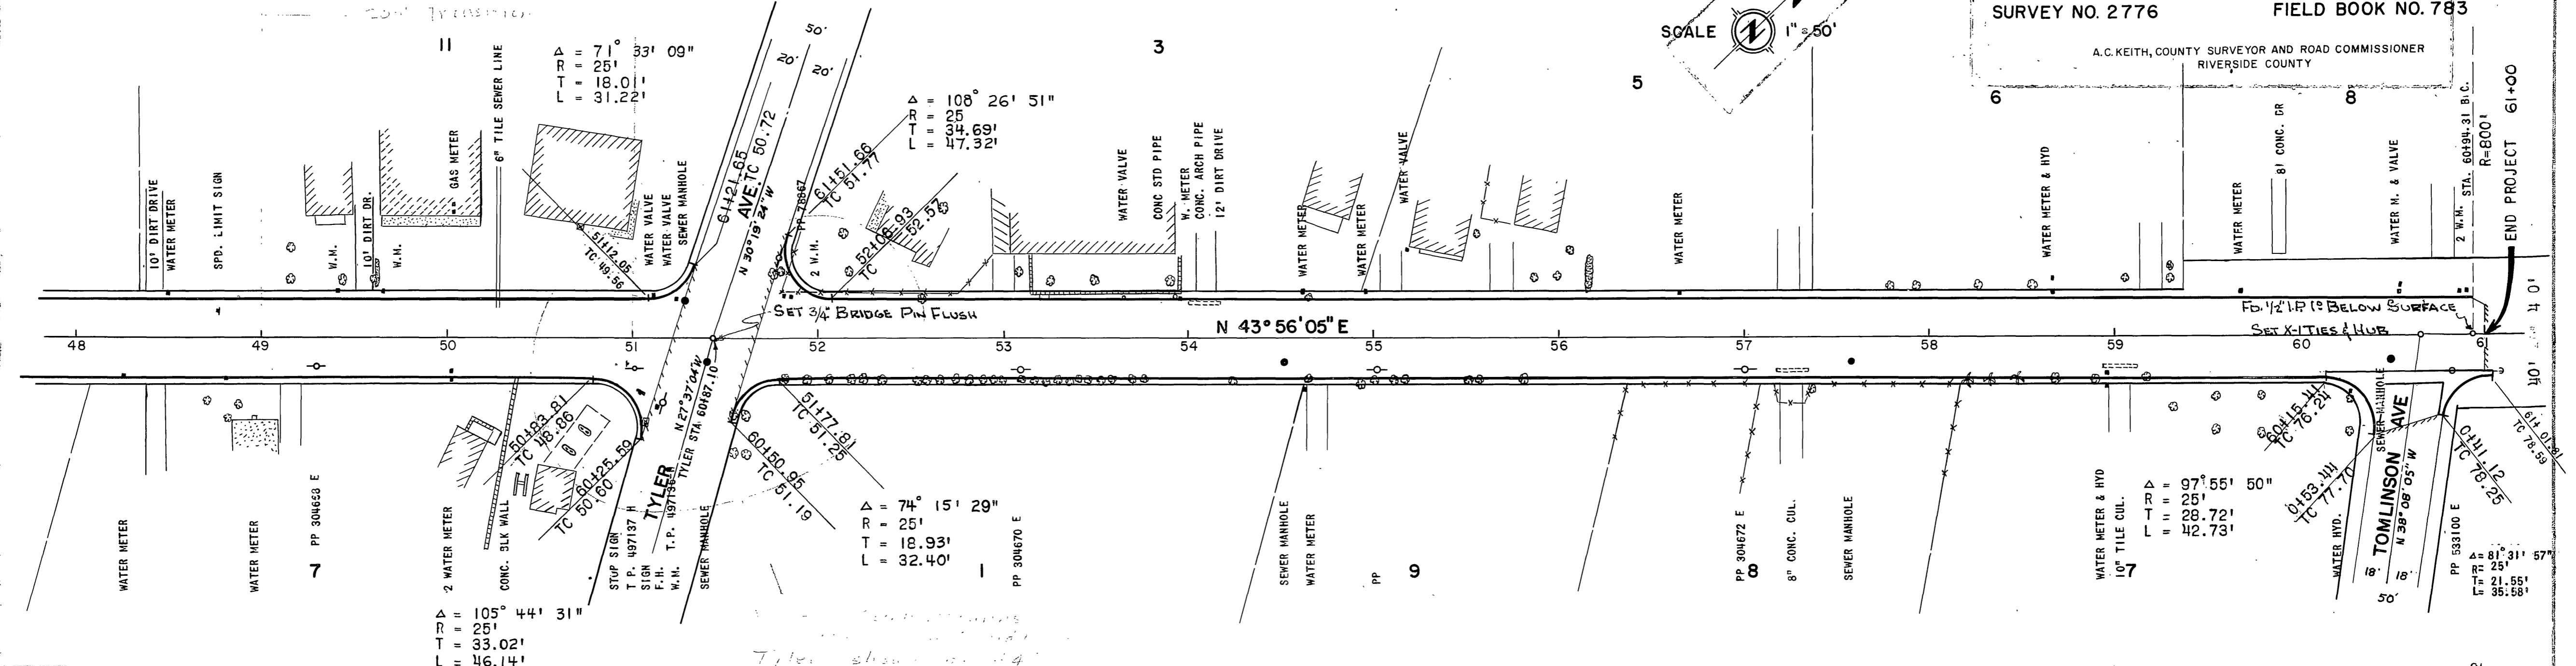 SURVEY NO. 2776
FIELD BOOK NO. 783
A.C. KEITH, COUNTY SURVEYOR AND ROAD COMMISSIONER
RIVERSIDE COUNTY
SCALE 1" = 50'
11
3
5
6
8
Δ = 71° 33' 09"
R = 25'
T = 18.01'
L = 31.22'
Δ = 108° 26' 51"
R = 25
T = 34.69'
L = 47.32'
50'
20'
20'
10' DIRT DRIVE
WATER METER
SPD. LIMIT SIGN
W.M.
10' DIRT DR.
W.M.
GAS METER
6" TILE SEWER LINE
51+12.05
TC 49.56
WATER VALVE
WATER VALVE
SEWER MANHOLE
61+21.65
TC 50.72
AVE.
N 30° 19' 24" W
PP 78867
61+51.66
TC 51.77
2 W.M.
52+06.93
TC 52.57
WATER VALVE
CONC STD PIPE
W. METER
CONC. ARCH PIPE
12' DIRT DRIVE
WATER METER
WATER METER
WATER VALVE
WATER METER
WATER METER & HYD
WATER METER
8' CONC. DR
WATER M. & VALVE
2 W.M.
STA. 60+94.31 B.C.
R=800'
END PROJECT 61+00
SET 3/4" BRIDGE PIN FLUSH
N 43° 56' 05" E
FD. 1/2" I.P. 1.0 BELOW SURFACE
SET X-TIES & HUB
40'
40'
48
49
50
51
52
53
54
55
56
57
58
59
60
61
50+83.81
TC 48.86
60+25.59
TC 50.60
N 27° 37' 04" W
TYLER STA. 60+87.10
TYLER
51+77.81
TC 51.25
60+50.95
TC 51.19
60+15.41
TC 76.24
0+53.44
TC 77.70
SEWER MANHOLE
TOMLINSON AVE
N 38° 08' 05" W
0+41.12
TC 78.25
61+01.81
TC 78.59
WATER METER
WATER METER
PP 304668 E
2 WATER METER
CONC. BLK WALL
STOP SIGN
T.P. 497137 H
SIGN
F.H.
W.M.
SEWER MANHOLE
PP 304670 E
SEWER MANHOLE
WATER METER
PP
PP 304672 E
8" CONC. CUL.
SEWER MANHOLE
WATER METER & HYD
10" TILE CUL.
WATER HYD.
PP 533100 E
7
1
9
8
7
Δ = 105° 44' 31"
R = 25'
T = 33.02'
L = 46.14'
Δ = 74° 15' 29"
R = 25'
T = 18.93'
L = 32.40'
Δ = 97° 55' 50"
R = 25'
T = 28.72'
L = 42.73'
Δ = 81° 31' 57"
R = 25'
T = 21.55'
L = 35.58'
18'
18'
50'